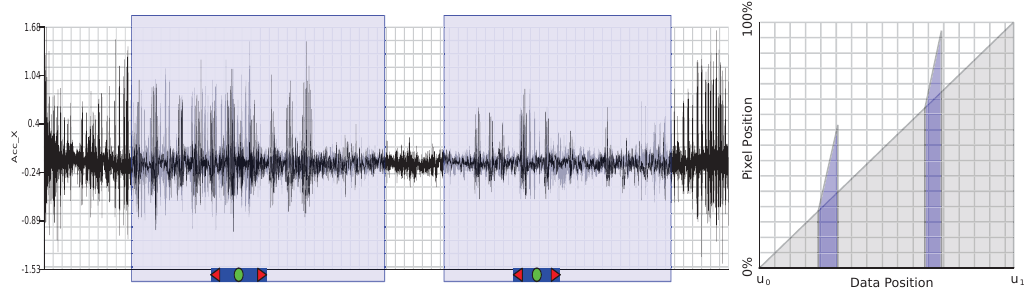 1.68
1.04
0.4
-0.24
-0.89
-1.53
Acc_X
100%
Pixel Position
0%
u0
Data Position
u1